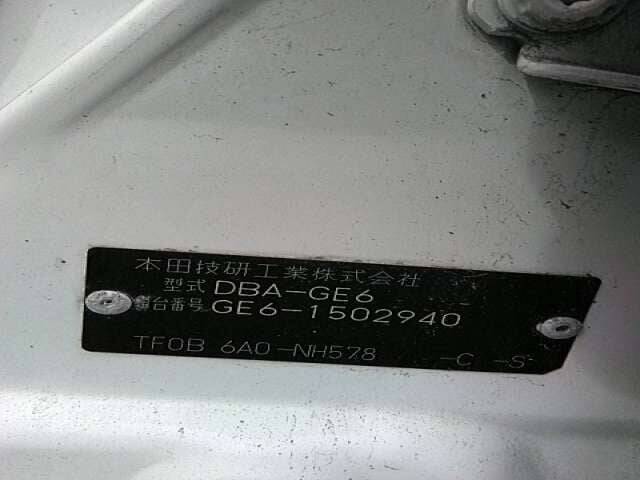 本田技研工業株式会社
型式 DBA-GE6
車台番号 GE6-1502940
TF0B 6A0-NH578 -C -S